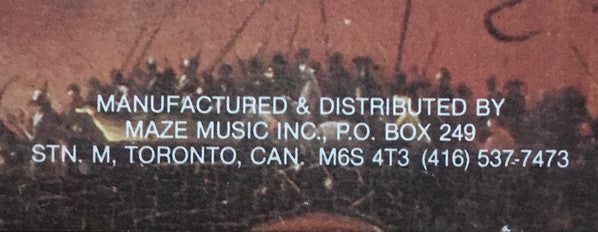 MANUFACTURED & DISTRIBUTED BY
MAZE MUSIC INC., P.O. BOX 249
STN. M, TORONTO, CAN. M6S 4T3 (416) 537-7473